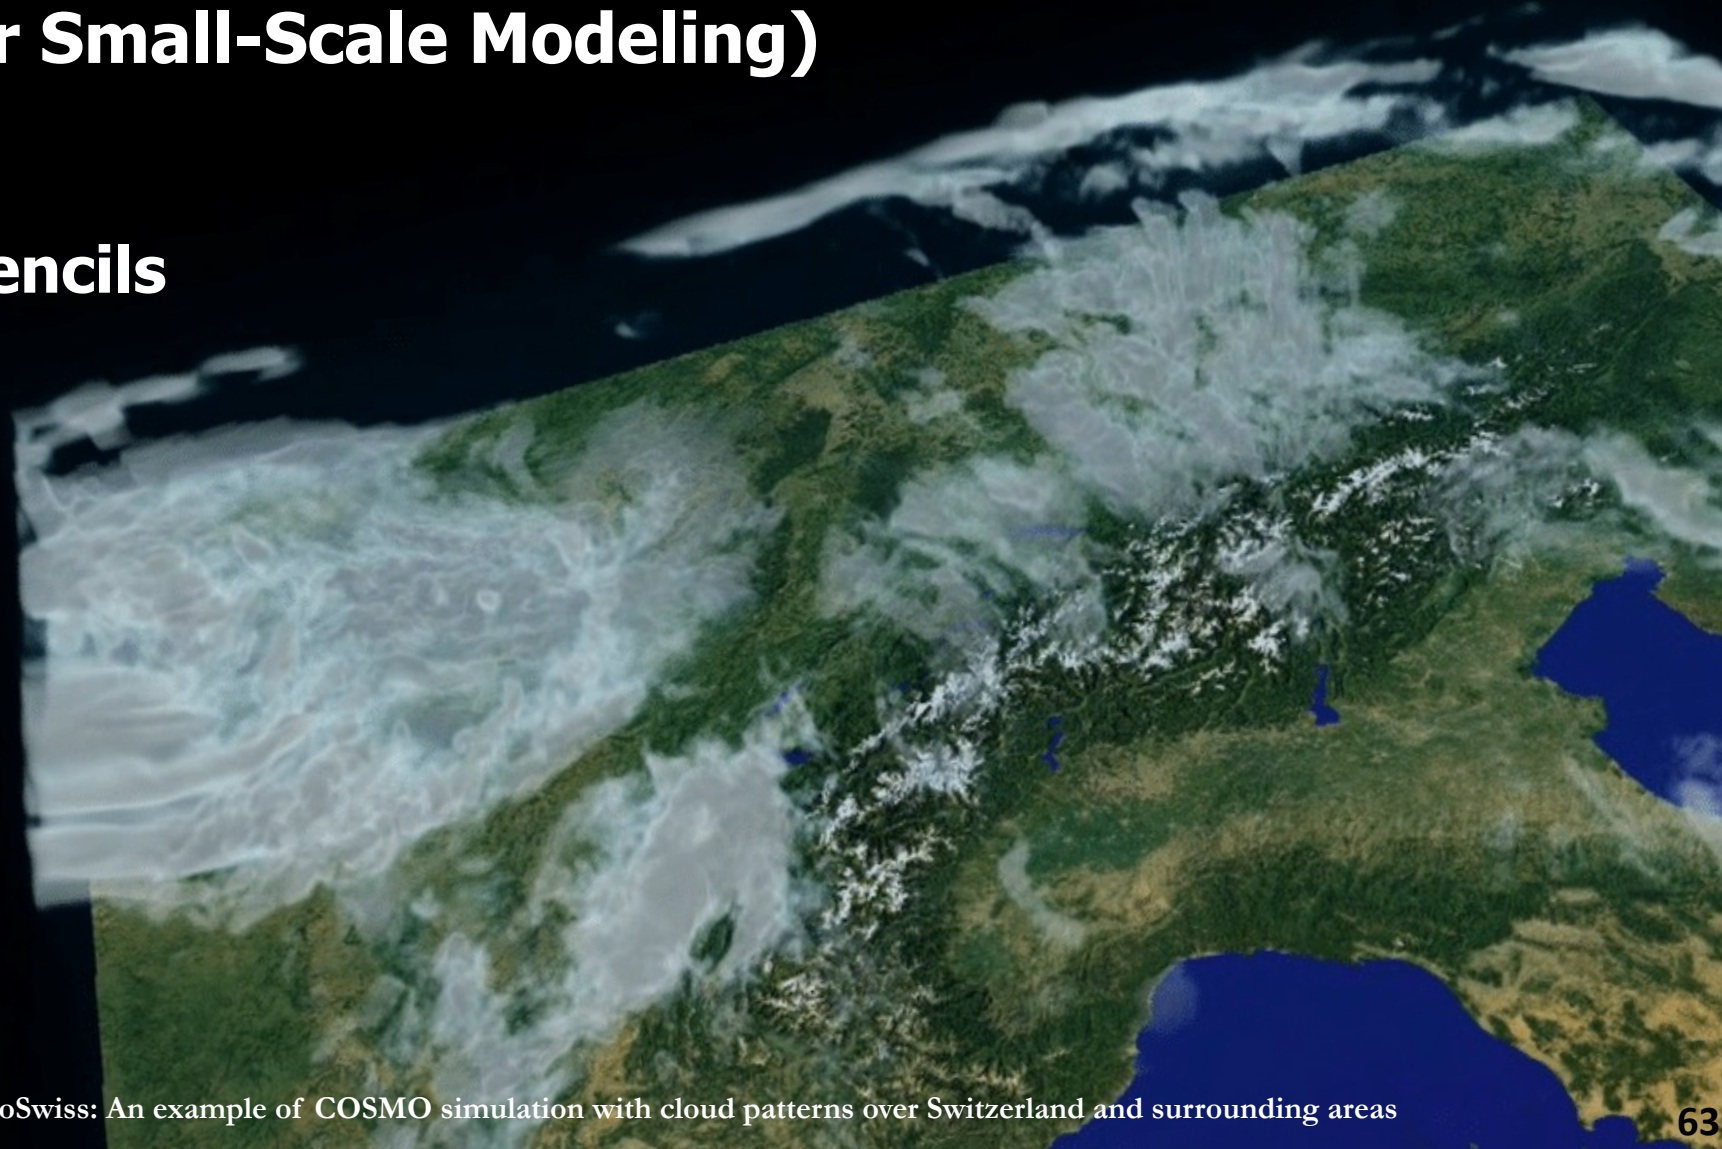 r Small-Scale Modeling)
encils
oSwiss: An example of COSMO simulation with cloud patterns over Switzerland and surrounding areas
63